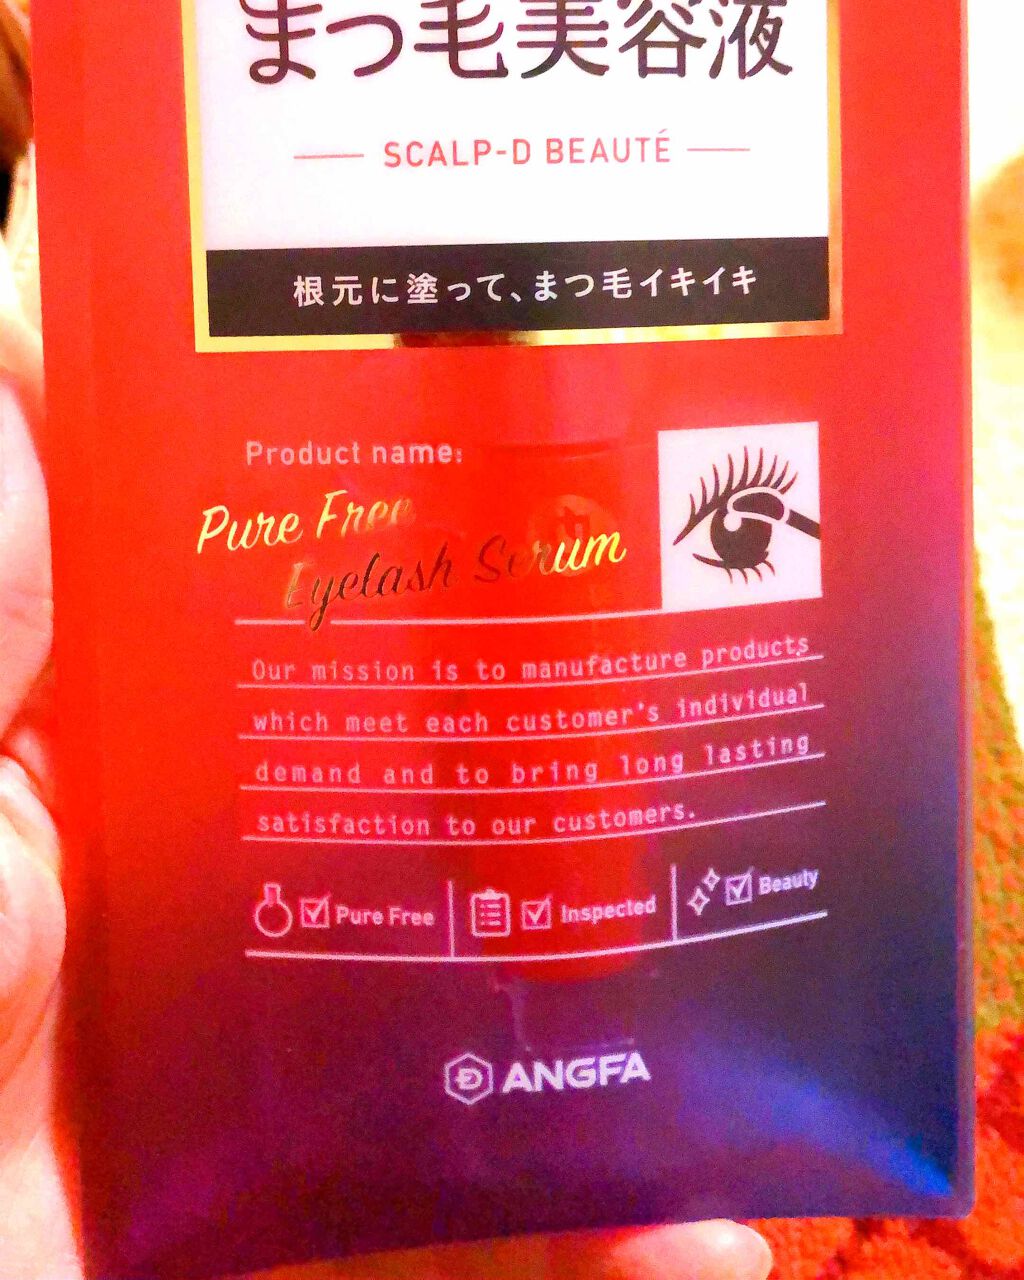 まつ毛美容液
SCALP-D BEAUTÉ
根元に塗って、まつ毛イキイキ
Product name:
Pure Free
Eyelash Serum
Our mission is to manufacture products
which meet each customer's individual
demand and to bring long lasting
satisfaction to our customers.
Pure Free Inspected Beauty
ANGFA